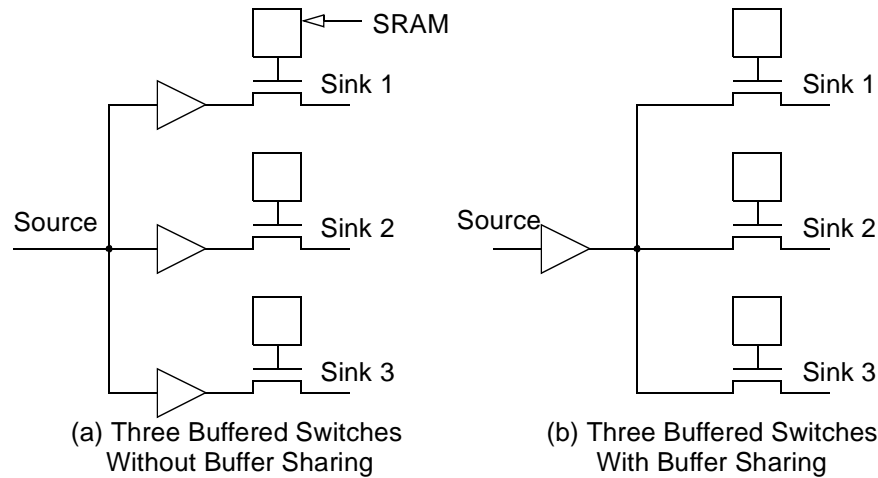 SRAM
Sink 1
Source
Sink 2
Sink 3
(a) Three Buffered Switches
Without Buffer Sharing
Sink 1
Source
Sink 2
Sink 3
(b) Three Buffered Switches
With Buffer Sharing